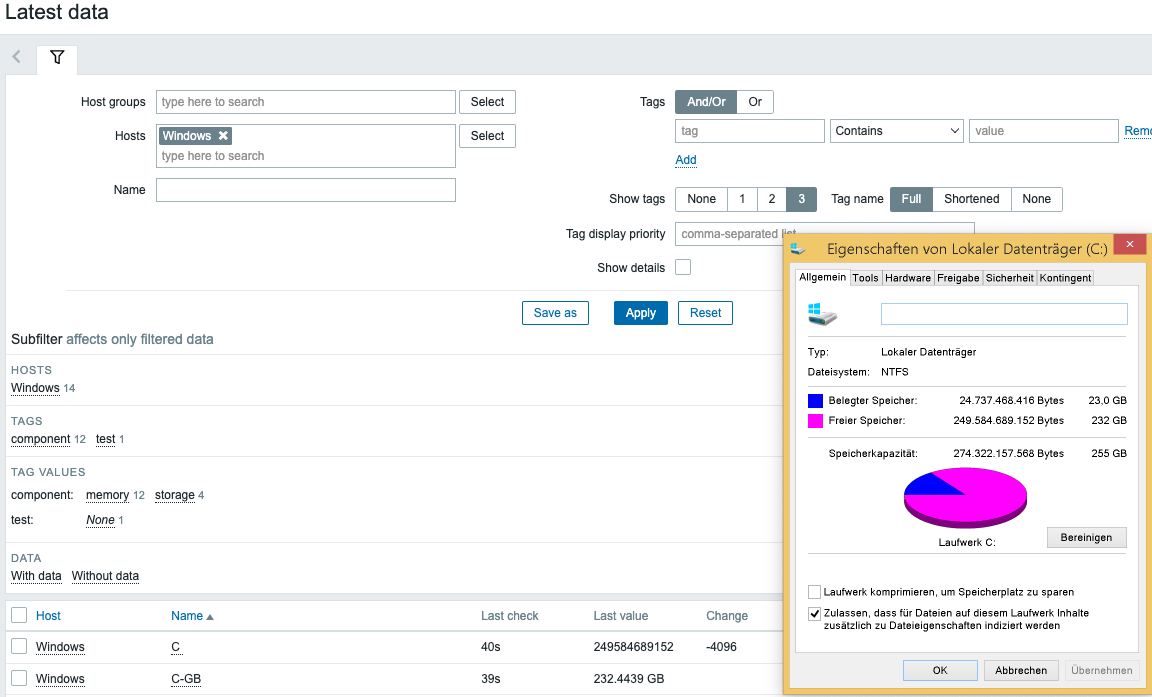 Latest data
Host groups type here to search Select
Hosts Windows Select
type here to search
Name
Tags And/Or Or
tag Contains value Remo
Add
Show tags None 1 2 3 Tag name Full Shortened None
Tag display priority comma-separated list
Show details
Save as Apply Reset
Subfilter affects only filtered data
HOSTS
Windows 14
TAGS
component 12 test 1
TAG VALUES
component: memory 12 storage 4
test: None 1
DATA
With data Without data
Host Name Last check Last value Change
Windows C 40s 249584689152 -4096
Windows C-GB 39s 232.4439 GB
Eigenschaften von Lokaler Datenträger (C:)
Allgemein Tools Hardware Freigabe Sicherheit Kontingent
Typ: Lokaler Datenträger
Dateisystem: NTFS
Belegter Speicher: 24.737.468.416 Bytes 23,0 GB
Freier Speicher: 249.584.689.152 Bytes 232 GB
Speicherkapazität: 274.322.157.568 Bytes 255 GB
Laufwerk C:
Bereinigen
Laufwerk komprimieren, um Speicherplatz zu sparen
Zulassen, dass für Dateien auf diesem Laufwerk Inhalte
zusätzlich zu Dateieigenschaften indiziert werden
OK Abbrechen Übernehmen